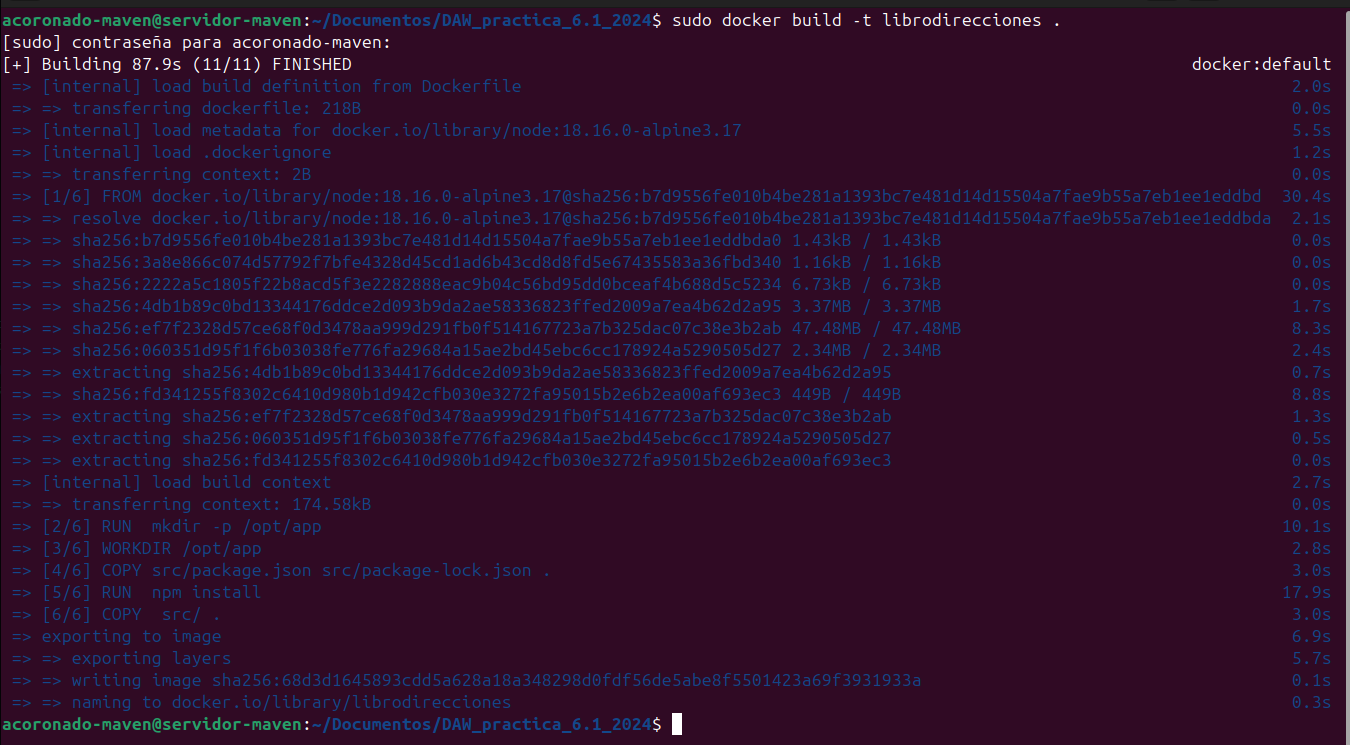 acoronado-maven@servidor-maven:~/Documentos/DAW_practica_6.1_2024$ sudo docker build -t librodirecciones .
[sudo] contraseña para acoronado-maven:
[+] Building 87.9s (11/11) FINISHED docker:default
=> [internal] load build definition from Dockerfile 2.0s
=> => transferring dockerfile: 218B 0.0s
=> [internal] load metadata for docker.io/library/node:18.16.0-alpine3.17 5.5s
=> [internal] load .dockerignore 1.2s
=> => transferring context: 2B 0.0s
=> [1/6] FROM docker.io/library/node:18.16.0-alpine3.17@sha256:b7d9556fe010b4be281a1393bc7e481d14d15504a7fae9b55a7eb1ee1eddbd 30.4s
=> => resolve docker.io/library/node:18.16.0-alpine3.17@sha256:b7d9556fe010b4be281a1393bc7e481d14d15504a7fae9b55a7eb1ee1eddbda 2.1s
=> => sha256:b7d9556fe010b4be281a1393bc7e481d14d15504a7fae9b55a7eb1ee1eddbda0 1.43kB / 1.43kB 0.0s
=> => sha256:3a8e866c074d57792f7bfe4328d45cd1ad6b43cd8d8fd5e67435583a36fbd340 1.16kB / 1.16kB 0.0s
=> => sha256:2222a5c1805f22b8acd5f3e2282888eac9b04c56bd95dd0bceaf4b688d5c5234 6.73kB / 6.73kB 0.0s
=> => sha256:4db1b89c0bd13344176ddce2d093b9da2ae58336823ffed2009a7ea4b62d2a95 3.37MB / 3.37MB 1.7s
=> => sha256:ef7f2328d57ce68f0d3478aa999d291fb0f514167723a7b325dac07c38e3b2ab 47.48MB / 47.48MB 8.3s
=> => sha256:060351d95f1f6b03038fe776fa29684a15ae2bd45ebc6cc178924a5290505d27 2.34MB / 2.34MB 2.4s
=> => extracting sha256:4db1b89c0bd13344176ddce2d093b9da2ae58336823ffed2009a7ea4b62d2a95 0.7s
=> => sha256:fd341255f8302c6410d980b1d942cfb030e3272fa95015b2e6b2ea00af693ec3 449B / 449B 8.8s
=> => extracting sha256:ef7f2328d57ce68f0d3478aa999d291fb0f514167723a7b325dac07c38e3b2ab 1.3s
=> => extracting sha256:060351d95f1f6b03038fe776fa29684a15ae2bd45ebc6cc178924a5290505d27 0.5s
=> => extracting sha256:fd341255f8302c6410d980b1d942cfb030e3272fa95015b2e6b2ea00af693ec3 0.0s
=> [internal] load build context 2.7s
=> => transferring context: 174.58kB 0.0s
=> [2/6] RUN  mkdir -p /opt/app 10.1s
=> [3/6] WORKDIR /opt/app 2.8s
=> [4/6] COPY src/package.json src/package-lock.json . 3.0s
=> [5/6] RUN  npm install 17.9s
=> [6/6] COPY  src/ . 3.0s
=> exporting to image 6.9s
=> => exporting layers 5.7s
=> => writing image sha256:68d3d1645893cdd5a628a18a348298d0fdf56de5abe8f5501423a69f3931933a 0.1s
=> => naming to docker.io/library/librodirecciones 0.3s
acoronado-maven@servidor-maven:~/Documentos/DAW_practica_6.1_2024$